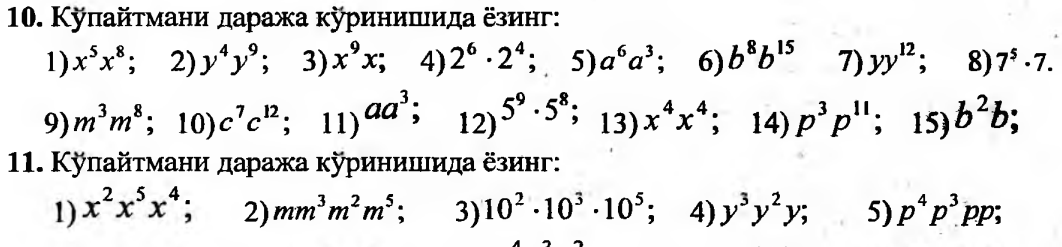 10. Кўпайтмани даража кўринишида ёзинг:
1) x⁵x⁸; 2) y⁴y⁹; 3) x⁹x; 4) 2⁶ · 2⁴; 5) a⁶a³; 6) b⁸b¹⁵ 7) yy¹²; 8) 7⁵ · 7.
9) m³m⁸; 10) c⁷c¹²; 11) aa³; 12) 5⁹ · 5⁸; 13) x⁴x⁴; 14) p³p¹¹; 15) b²b;
11. Кўпайтмани даража кўринишида ёзинг:
1) x²x⁵x⁴; 2) mm³m²m⁵; 3) 10² · 10³ · 10⁵; 4) y³y²y; 5) p⁴p³pp;